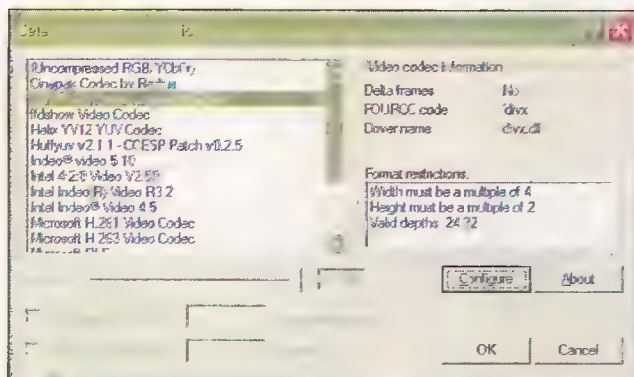 (Uncompressed RGB, YCbCr)
Cinepak Codec by Radius
ffdshow Video Codec
Helix YV12 YUV Codec
Huffyuv v2.1.1 - CCESP Patch v0.2.5
Indeo® video 5.10
Intel 4:2:0 Video V2.50
Intel Indeo(R) Video R3.2
Intel Indeo® Video 4.5
Microsoft H.261 Video Codec
Microsoft H.263 Video Codec
Microsoft RLE
Video codec information
Delta frames No
FOURCC code 'divx'
Driver name divx.dll
Format restrictions:
Width must be a multiple of 4
Height must be a multiple of 2
Valid depths: 24 32
Configure
About
OK
Cancel